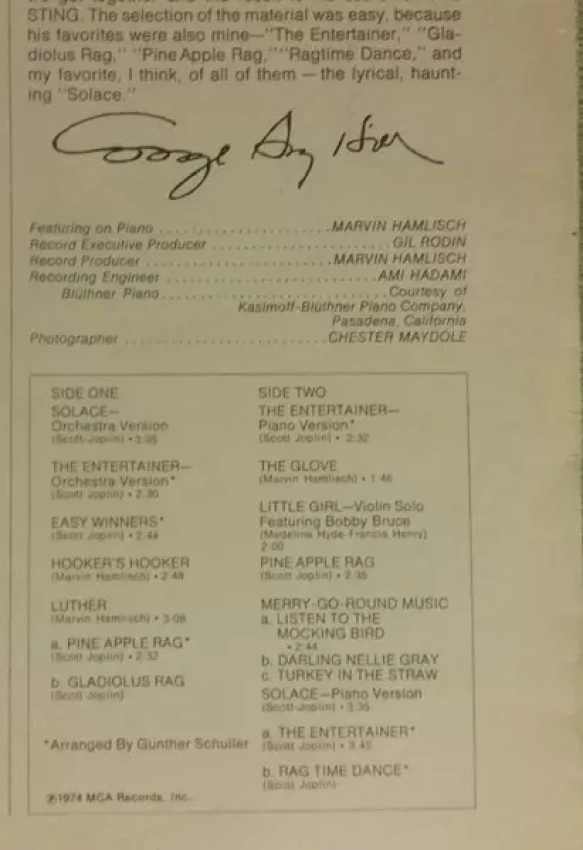 STING. The selection of the material was easy, because
his favorites were also mine—"The Entertainer," "Gla-
diolus Rag," "Pine Apple Rag," "Ragtime Dance," and
my favorite, I think, of all of them — the lyrical, haunt-
ing "Solace."
George Roy Hill
Featuring on Piano ........................ MARVIN HAMLISCH
Record Executive Producer ........................ GIL RODIN
Record Producer ........................ MARVIN HAMLISCH
Recording Engineer ........................ AMI HADAMI
Blüthner Piano ........................ Courtesy of
Kasimoff-Blüthner Piano Company,
Pasadena, California
Photographer ........................ CHESTER MAYDOLE
SIDE ONE
SOLACE—
Orchestra Version
(Scott Joplin) • 3:35
THE ENTERTAINER—
Orchestra Version*
(Scott Joplin) • 2:30
EASY WINNERS*
(Scott Joplin) • 2:44
HOOKER'S HOOKER
(Marvin Hamlisch) • 2:48
LUTHER
(Marvin Hamlisch) • 3:08
a. PINE APPLE RAG*
(Scott Joplin) • 2:32
b. GLADIOLUS RAG
(Scott Joplin)
*Arranged By Gunther Schuller
℗1974 MCA Records, Inc.
SIDE TWO
THE ENTERTAINER—
Piano Version*
(Scott Joplin) • 2:32
THE GLOVE
(Marvin Hamlisch) • 1:46
LITTLE GIRL—Violin Solo
Featuring Bobby Bruce
(Madeline Hyde-Francis Henry)
2:00
PINE APPLE RAG
(Scott Joplin) • 2:35
MERRY-GO-ROUND MUSIC
a. LISTEN TO THE
MOCKING BIRD
• 2:44
b. DARLING NELLIE GRAY
c. TURKEY IN THE STRAW
SOLACE—Piano Version
(Scott Joplin) • 3:35
a. THE ENTERTAINER*
(Scott Joplin) • 3:45
b. RAG TIME DANCE*
(Scott Joplin)